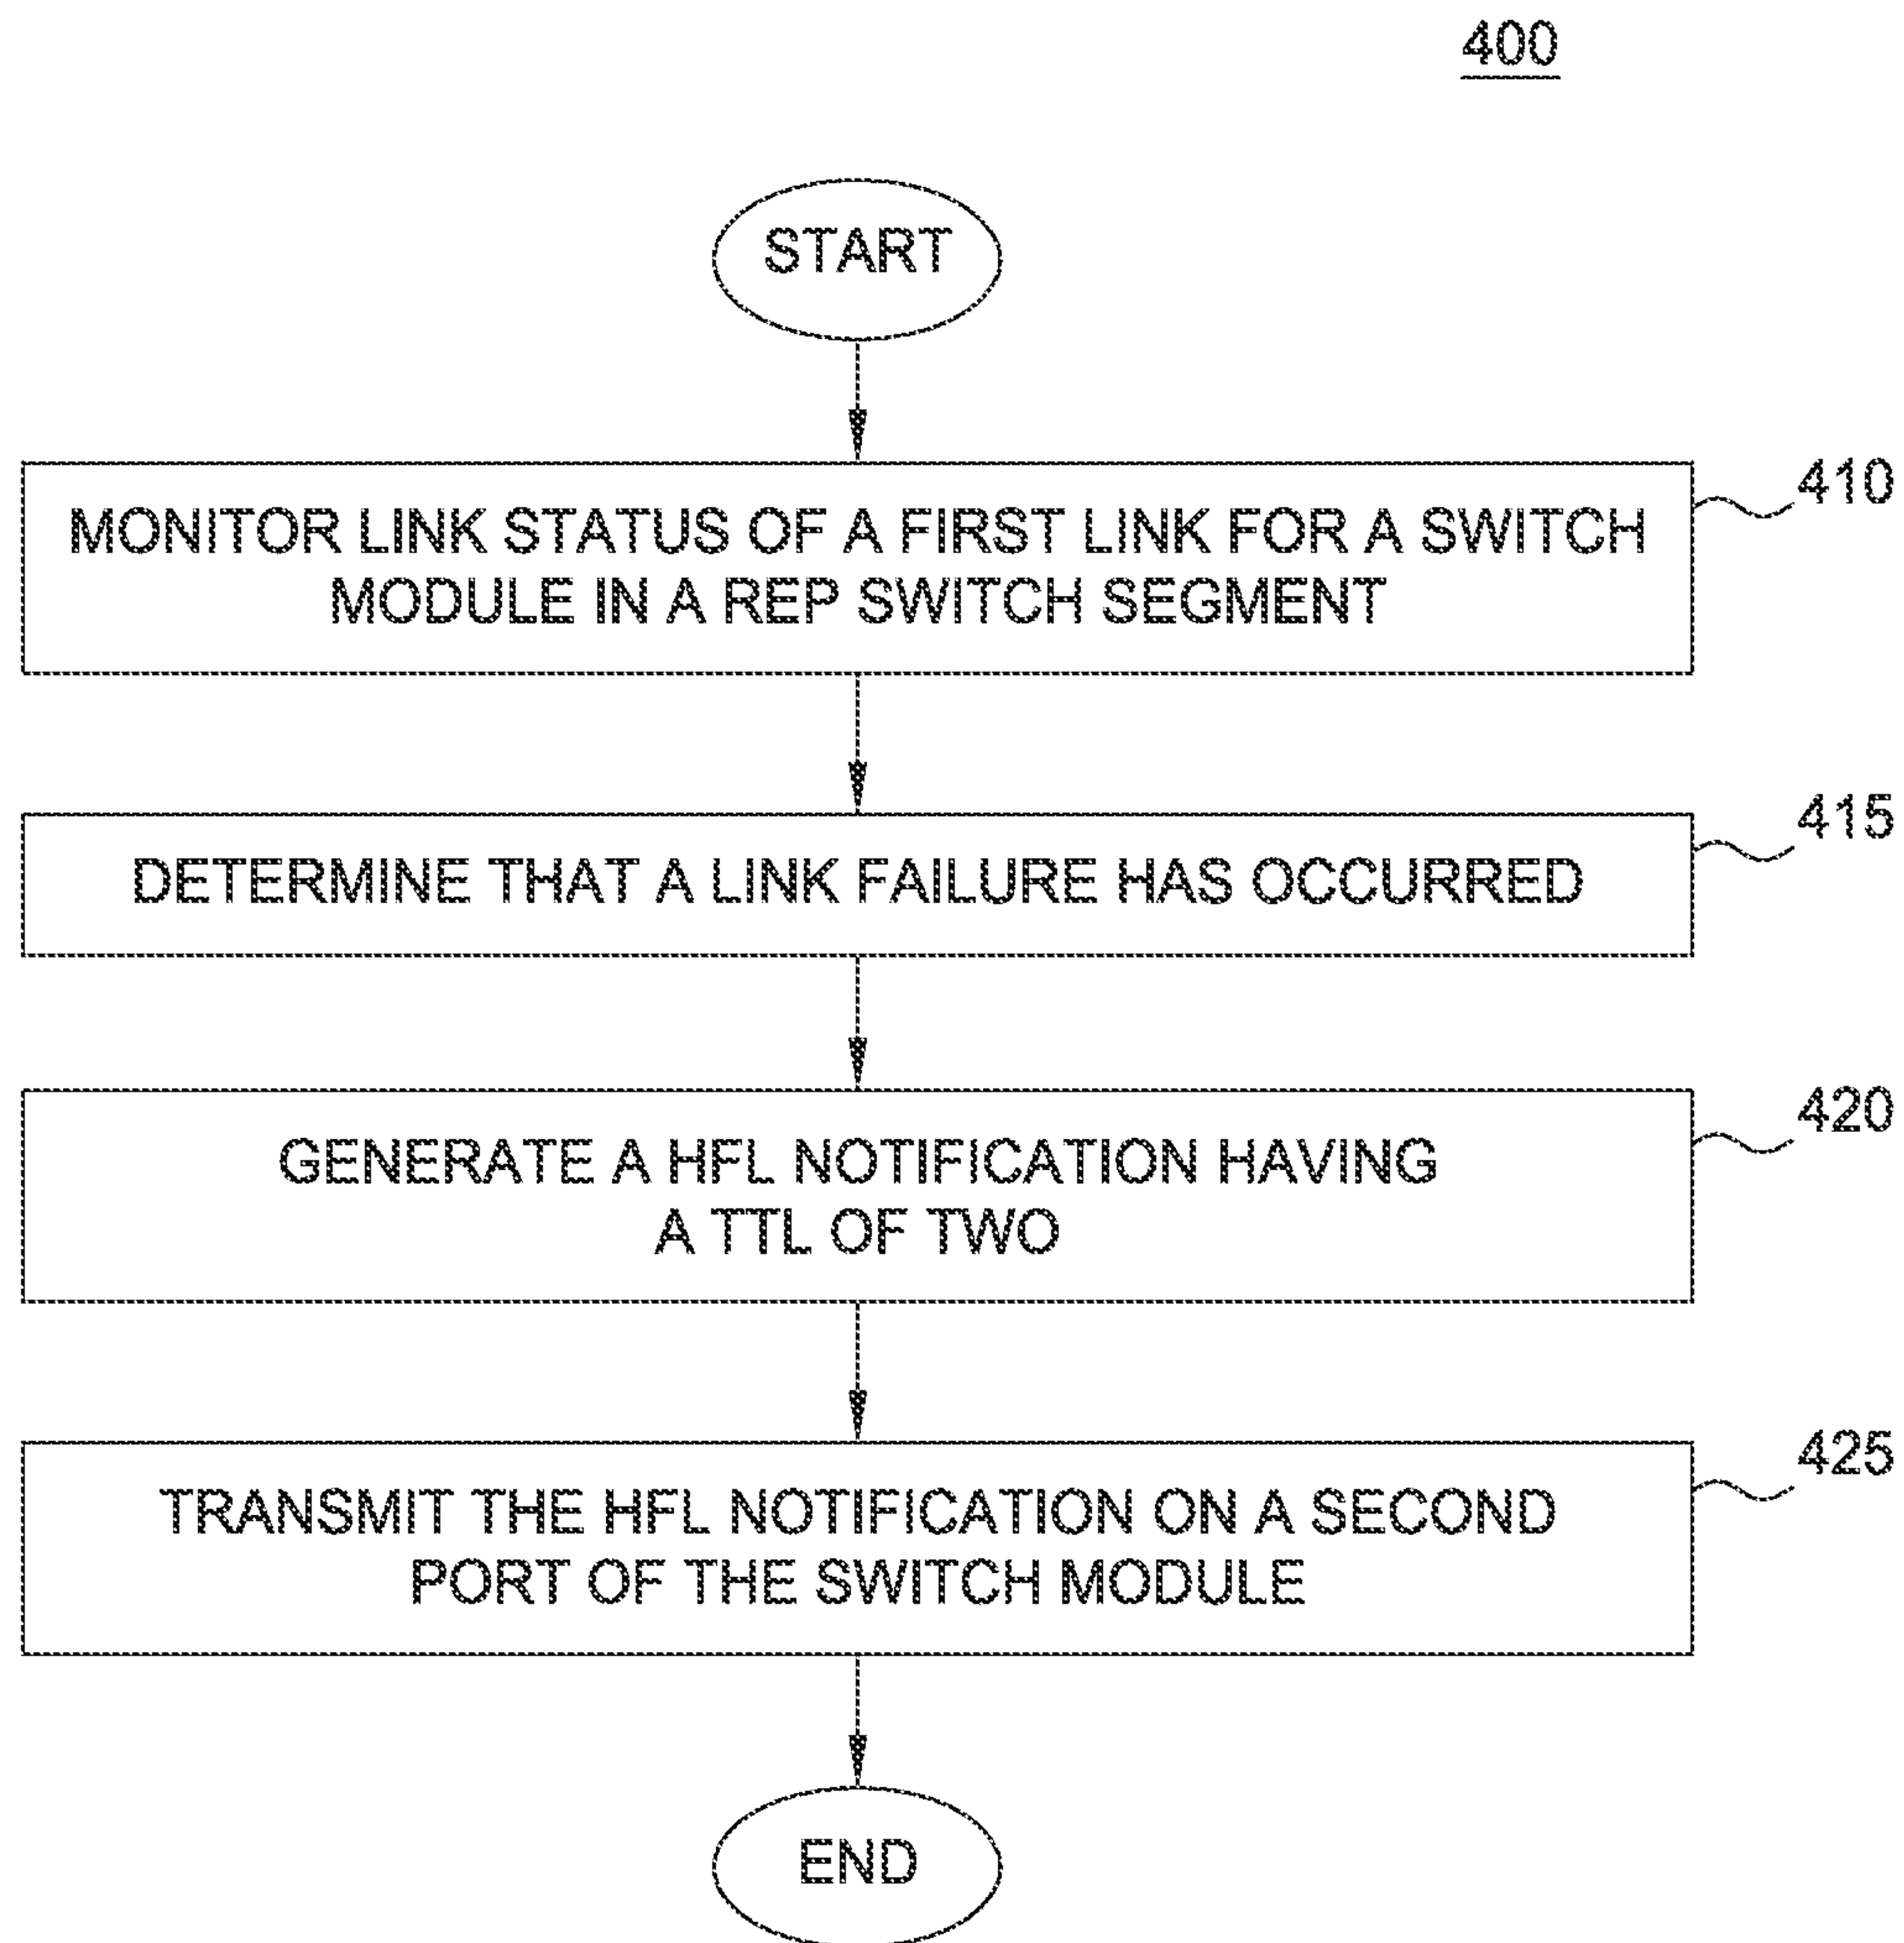 400
START
MONITOR LINK STATUS OF A FIRST LINK FOR A SWITCH
MODULE IN A REP SWITCH SEGMENT
410
DETERMINE THAT A LINK FAILURE HAS OCCURRED
415
GENERATE A HFL NOTIFICATION HAVING
A TTL OF TWO
420
TRANSMIT THE HFL NOTIFICATION ON A SECOND
PORT OF THE SWITCH MODULE
425
END